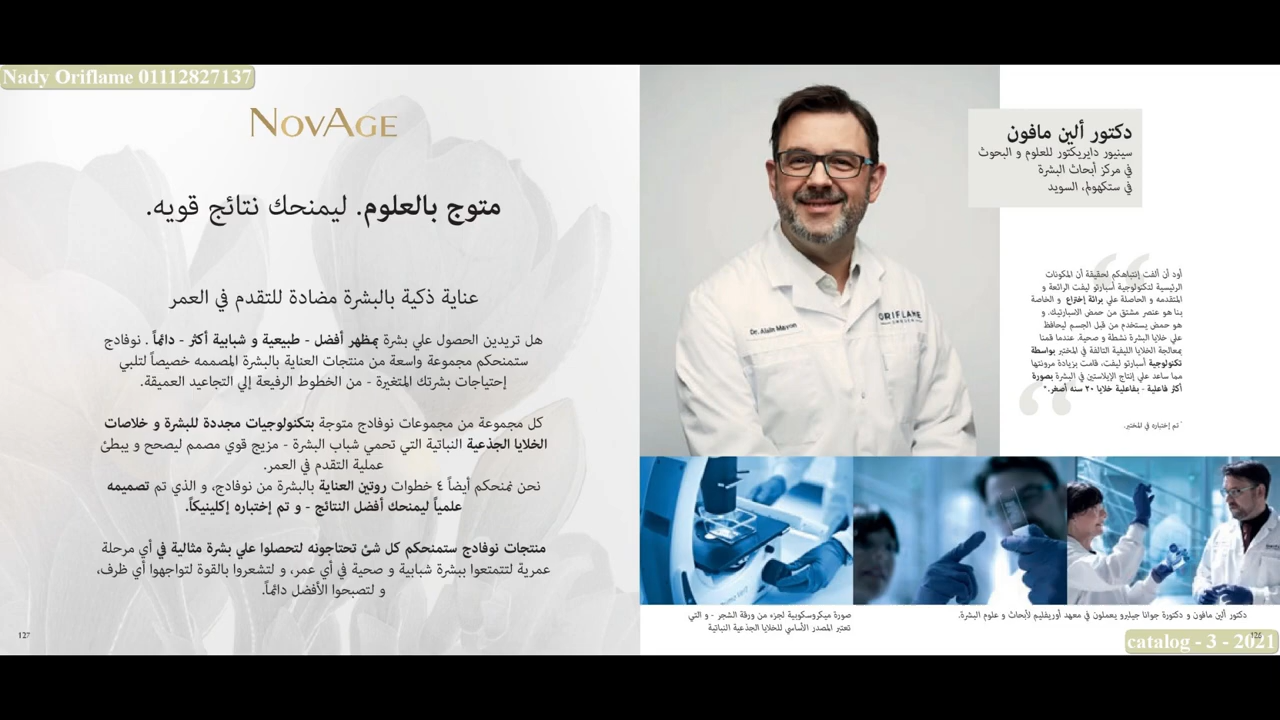 Nady Oriflame 01112827137
دكتور ألين مافون
سينيور دايريكتور للعلوم و البحوث
في مركز أبحاث البشرة
في ستكهولم، السويد
ORIFLAME
SWEDEN
Dr. Alain Mavon
أود أن ألفت إنتباهكم لحقيقة أن المكونات
الرئيسية لتكنولوجية أسبارتو ليفت الرائعة و
المتقدمه و الحاصلة علي برائة إختراع و الخاصة
بنا هو عنصر مشتق من حمض الاسبارتيك. و
هو حمض يستخدم من قبل الجسم ليحافظ
علي خلايا البشرة نشطة و صحية. عندما قمنا
بمعالجة الخلايا الليفية التالفة في المختبر بواسطة
تكنولوجية أسبارتو ليفت، قامت بزيادة مرونتها
مما ساعد علي إنتاج الإيلاستين في البشرة بصورة
أكثر فاعلية - بفاعلية خلايا ٢٠ سنه أصغر.*
*تم إختباره في المختبر.
دكتور ألين مافون و دكتورة جوانا جيليرو يعملون في معهد أوريفليم لأبحاث و علوم البشرة.
صورة ميكروسكوبية لجزء من ورقة الشجر - و التي
تعتبر المصدر الأساسي للخلايا الجذعية النباتية
126
catalog - 3 - 2021
NOVAGE
متوج بالعلوم. ليمنحك نتائج قويه.
عناية ذكية بالبشرة مضادة للتقدم في العمر
هل تريدين الحصول علي بشرة بمظهر أفضل - طبيعية و شبابية أكثر - دائماً . نوفادج
ستمنحكم مجموعة واسعة من منتجات العناية بالبشرة المصممه خصيصاً لتلبي
إحتياجات بشرتك المتغيرة - من الخطوط الرفيعة إلي التجاعيد العميقة.
كل مجموعة من مجموعات نوفادج متوجة بتكنولوجيات مجددة للبشرة و خلاصات
الخلايا الجذعية النباتية التي تحمي شباب البشرة - مزيج قوي مصمم ليصحح و يبطئ
عملية التقدم في العمر.
نحن نمنحكم أيضاً ٤ خطوات روتين العناية بالبشرة من نوفادج، و الذي تم تصميمه
علمياً ليمنحك أفضل النتائج - و تم إختباره إكلينيكاً.
منتجات نوفادج ستمنحكم كل شئ تحتاجونه لتحصلوا علي بشرة مثالية في أي مرحلة
عمرية لتتمتعوا ببشرة شبابية و صحية في أي عمر، و لتشعروا بالقوة لتواجهوا أي ظرف،
و لتصبحوا الأفضل دائماً.
127